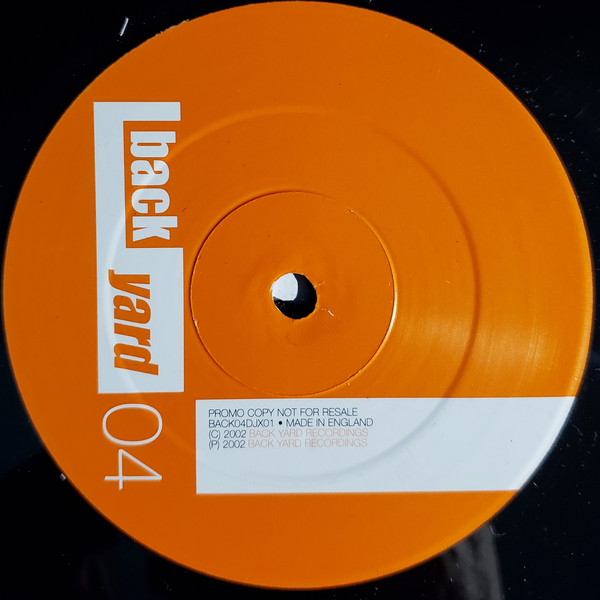 back yard 04
PROMO COPY NOT FOR RESALE
BACK04DJX01 • MADE IN ENGLAND
(C) 2002 BACK YARD RECORDINGS
(P) 2002 BACK YARD RECORDINGS